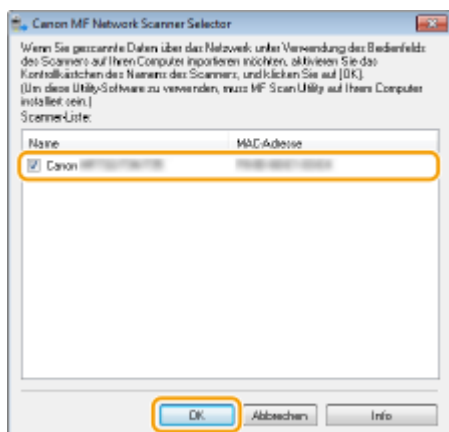 Canon MF Network Scanner Selector
Wenn Sie gescannte Daten über das Netzwerk unter Verwendung des Bedienfelds
des Scanners auf Ihren Computer importieren möchten, aktivieren Sie das
Kontrollkästchen des Namens des Scanners, und klicken Sie auf [OK].
(Um diese Utility-Software zu verwenden, muss MF Scan Utility auf Ihrem Computer
installiert sein.)
Scanner-Liste:
Name MAC-Adresse
Canon
OK Abbrechen Info